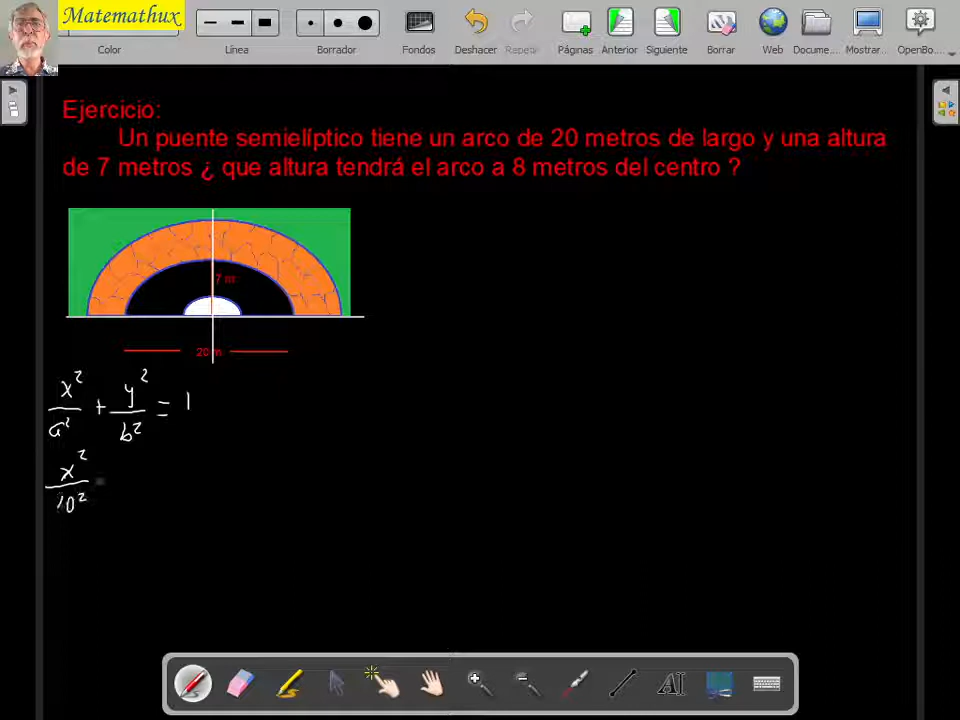 Matemathux
Color Línea Borrador Fondos Deshacer Repetir Páginas Anterior Siguiente Borrar Web Docume... Mostrar... OpenBo...
Ejercicio:
Un puente semielíptico tiene un arco de 20 metros de largo y una altura
de 7 metros ¿ que altura tendrá el arco a 8 metros del centro ?
7 m
20 m
x²/a² + y²/b² = 1
x²/10²